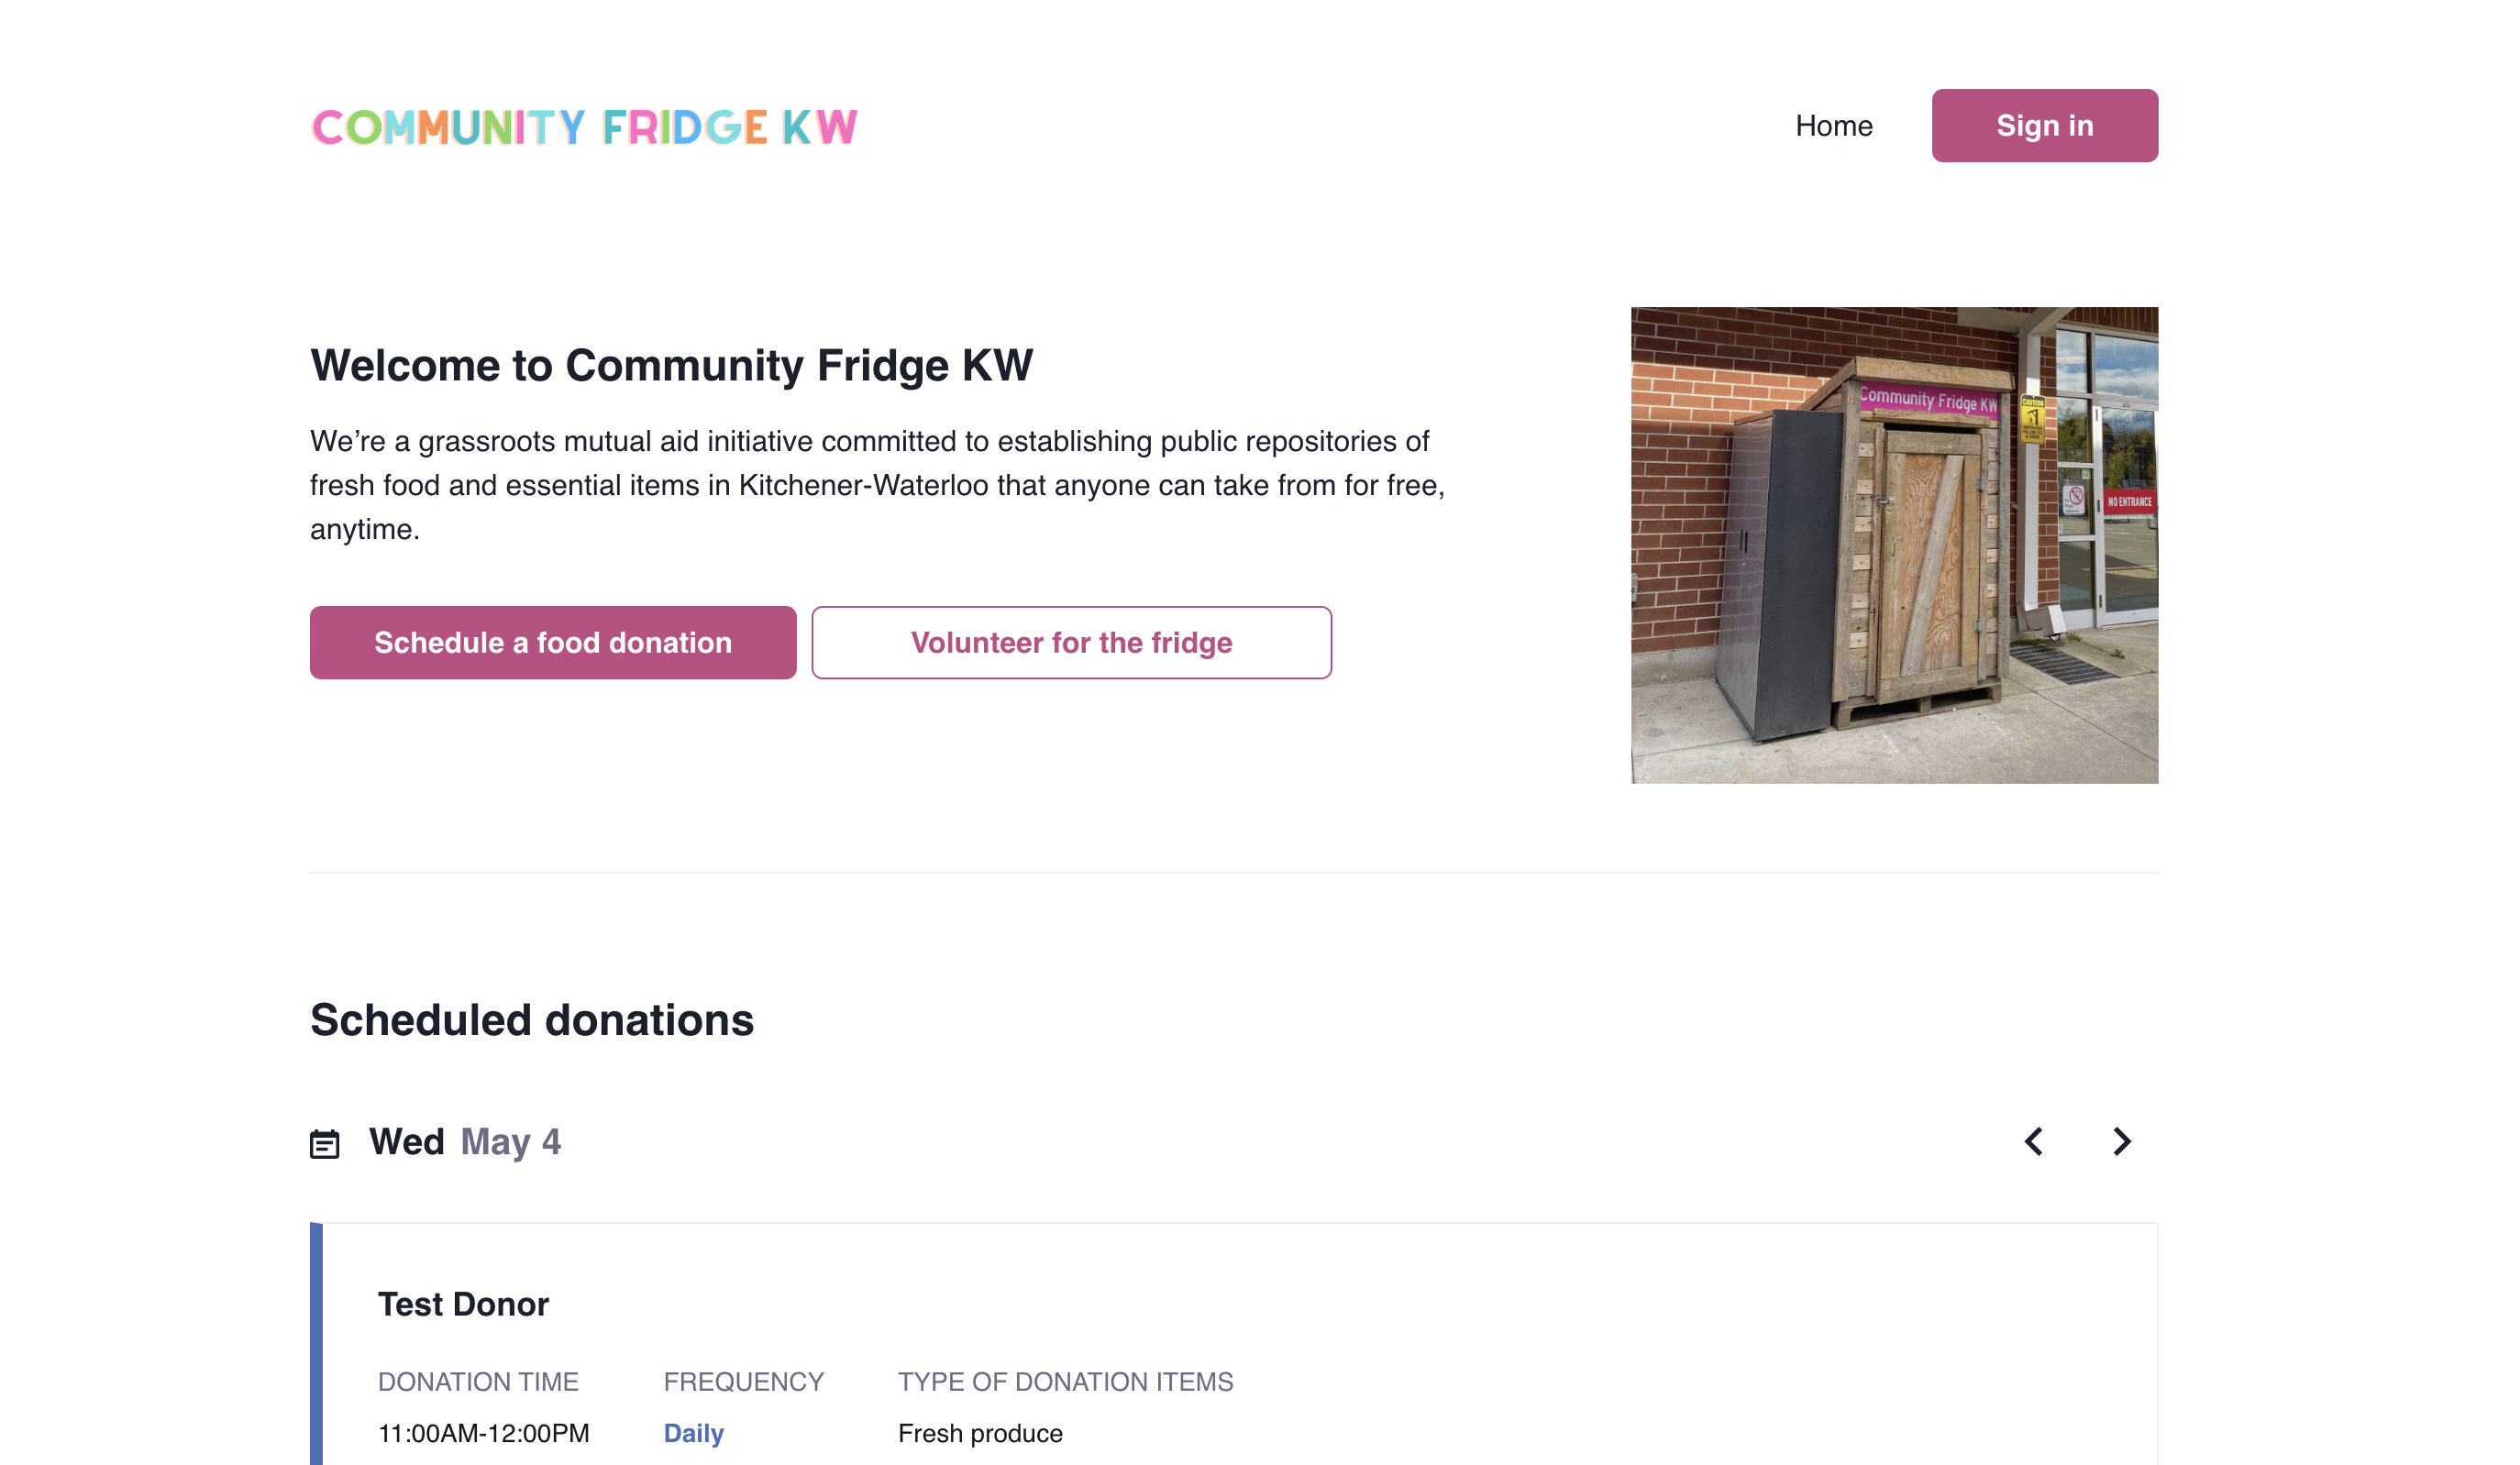 COMMUNITY FRIDGE KW
Home
Sign in
Welcome to Community Fridge KW
We’re a grassroots mutual aid initiative committed to establishing public repositories of
fresh food and essential items in Kitchener-Waterloo that anyone can take from for free,
anytime.
Schedule a food donation
Volunteer for the fridge
Community Fridge KW
CAUTION
NO ENTRANCE
Scheduled donations
Wed May 4
Test Donor
DONATION TIME
FREQUENCY
TYPE OF DONATION ITEMS
11:00AM-12:00PM
Daily
Fresh produce